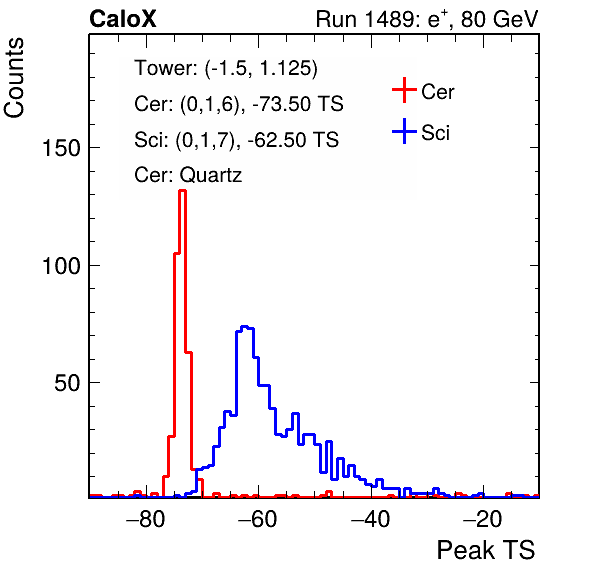 CaloX Run 1489: e⁺, 80 GeV
Counts
Tower: (-1.5, 1.125)
Cer: (0,1,6), -73.50 TS
Sci: (0,1,7), -62.50 TS
Cer: Quartz
Cer
Sci
150
100
50
−80 −60 −40 −20
Peak TS